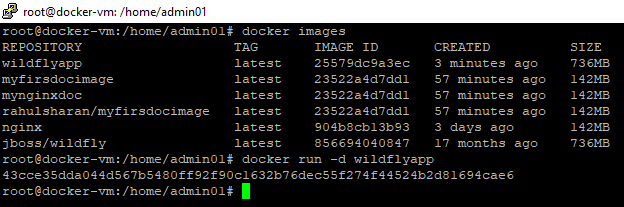 root@docker-vm: /home/admin01
root@docker-vm:/home/admin01# docker images
REPOSITORY TAG IMAGE ID CREATED SIZE
wildflyapp latest 25579dc9a3ec 3 minutes ago 736MB
myfirsdocimage latest 23522a4d7dd1 57 minutes ago 142MB
mynginxdoc latest 23522a4d7dd1 57 minutes ago 142MB
rahulsharan/myfirsdocimage latest 23522a4d7dd1 57 minutes ago 142MB
nginx latest 904b8cb13b93 3 days ago 142MB
jboss/wildfly latest 856694040847 17 months ago 736MB
root@docker-vm:/home/admin01# docker run -d wildflyapp
43cce35dda044d567b5480ff92f90c1632b76dec55f274f44524b2d81694cae6
root@docker-vm:/home/admin01#